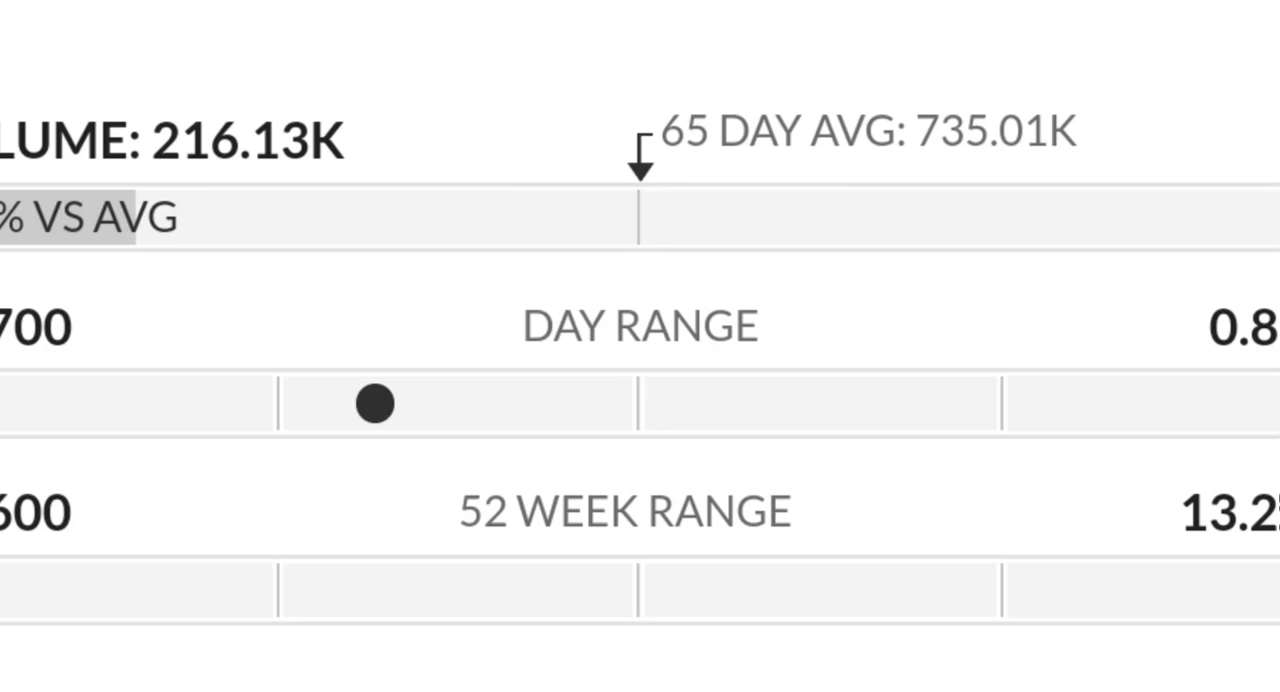 LUME: 216.13K
65 DAY AVG: 735.01K
% VS AVG
700 DAY RANGE 0.8
600 52 WEEK RANGE 13.2